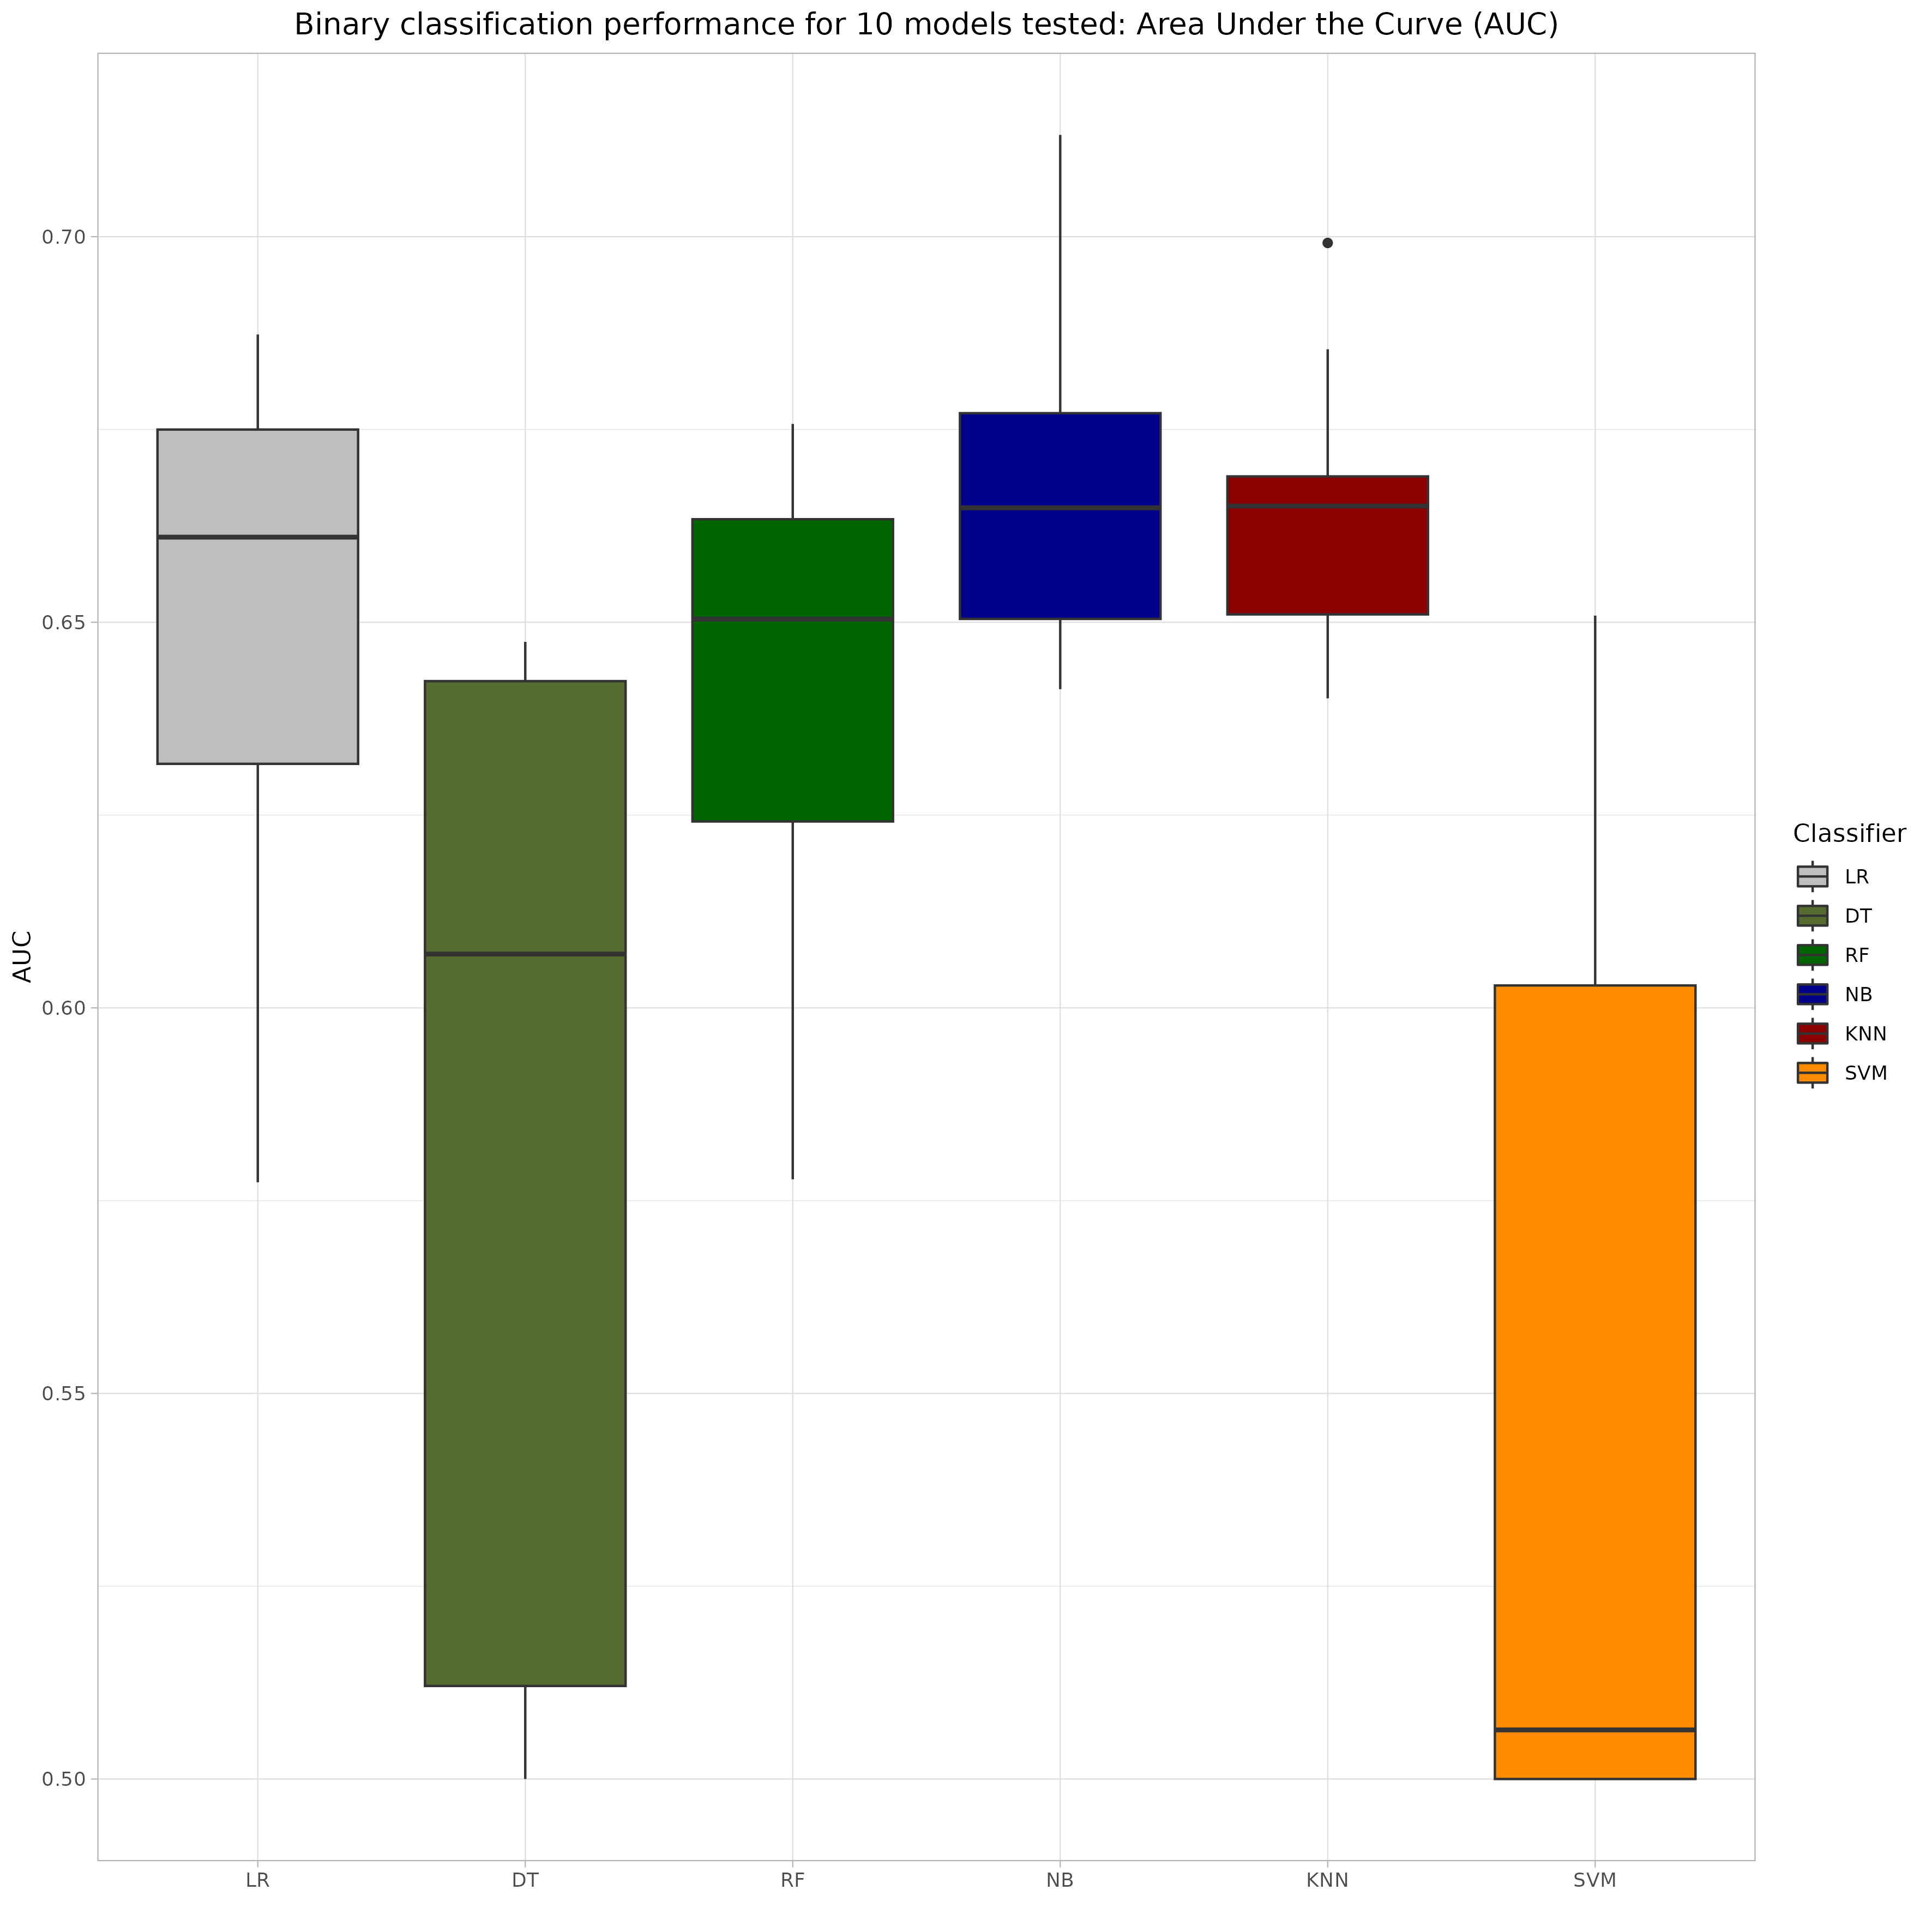 Binary classification performance for 10 models tested: Area Under the Curve (AUC)
0.70
0.65
0.60
0.55
0.50
AUC
LR DT RF NB KNN SVM
Classifier
LR
DT
RF
NB
KNN
SVM